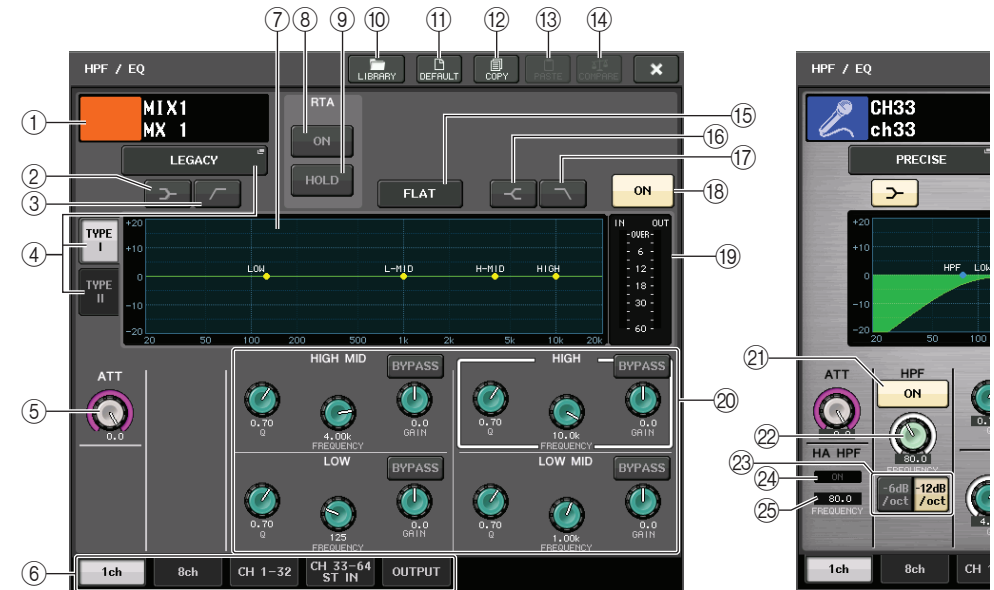 ⑦ ⑧ ⑨ ⑩ ⑪ ⑫ ⑬ ⑭
HPF / EQ
LIBRARY
DEFAULT
COPY
PASTE
COMPARE
①
MIX1
MX 1
RTA
ON
HOLD
LEGACY
②
③
④
FLAT
⑮
⑯
⑰
ON
⑱
TYPE
I
TYPE
II
+20
+10
0
-10
-20
LOW
L-MID
H-MID
HIGH
20 50 100 200 500 1k 2k 5k 10k 20k
IN OUT
-OVER-
6
12
18
30
60
⑲
ATT
⑤
0.0
HIGH MID
BYPASS
0.70
Q
4.00k
FREQUENCY
0.0
GAIN
HIGH
BYPASS
0.70
Q
10.0k
FREQUENCY
0.0
GAIN
⑳
LOW
BYPASS
0.70
Q
125
FREQUENCY
0.0
GAIN
LOW MID
BYPASS
0.70
Q
1.00k
FREQUENCY
0.0
GAIN
⑥
1ch
8ch
CH 1-32
CH 33-64
ST IN
OUTPUT
HPF / EQ
CH33
ch33
PRECISE
+20
+10
0
-10
-20
HPF
20 50 100
㉑
ATT
0.0
HPF
ON
㉒
80.0
FREQUENCY
㉓
HA HPF
㉔
ON
㉕
80.0
FREQUENCY
-6dB
/oct
-12dB
/oct
1ch
8ch
CH